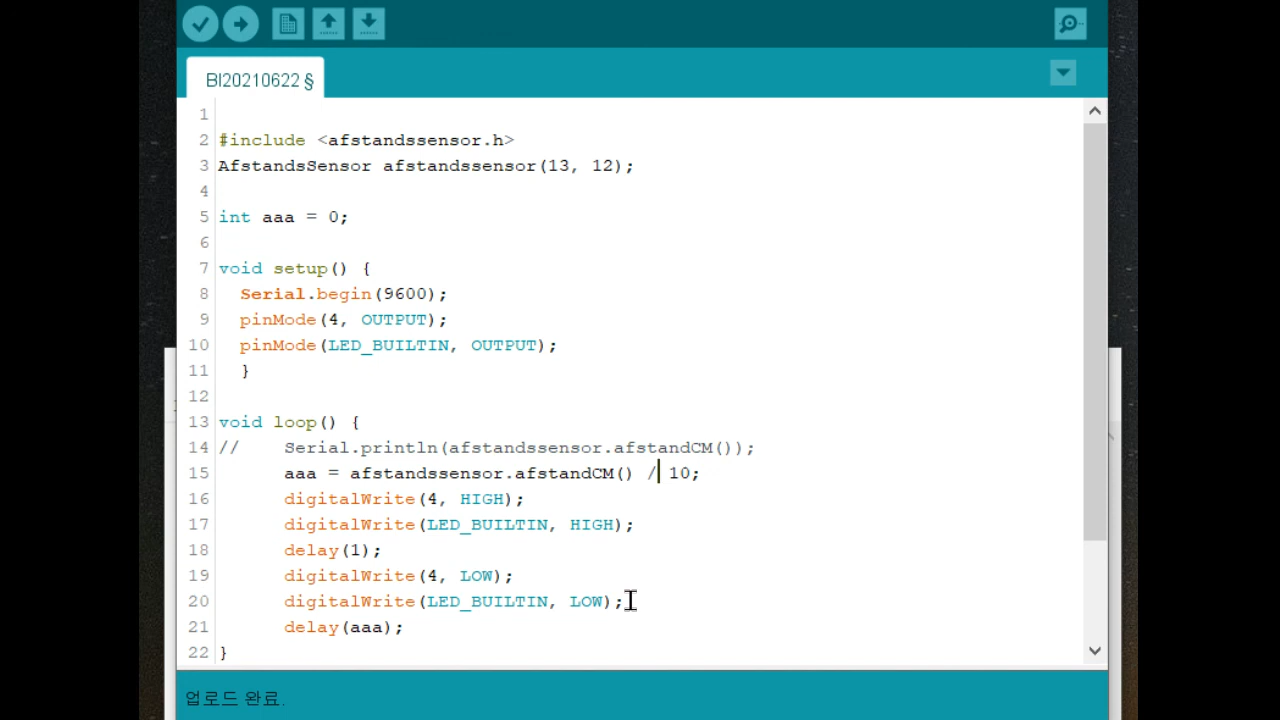 BI20210622 §
1
2 #include <afstandssensor.h>
3 AfstandsSensor afstandssensor(13, 12);
4
5 int aaa = 0;
6
7 void setup() {
8 Serial.begin(9600);
9 pinMode(4, OUTPUT);
10 pinMode(LED_BUILTIN, OUTPUT);
11 }
12
13 void loop() {
14 // Serial.println(afstandssensor.afstandCM());
15 aaa = afstandssensor.afstandCM() / 10;
16 digitalWrite(4, HIGH);
17 digitalWrite(LED_BUILTIN, HIGH);
18 delay(1);
19 digitalWrite(4, LOW);
20 digitalWrite(LED_BUILTIN, LOW);
21 delay(aaa);
22 }
업로드 완료.